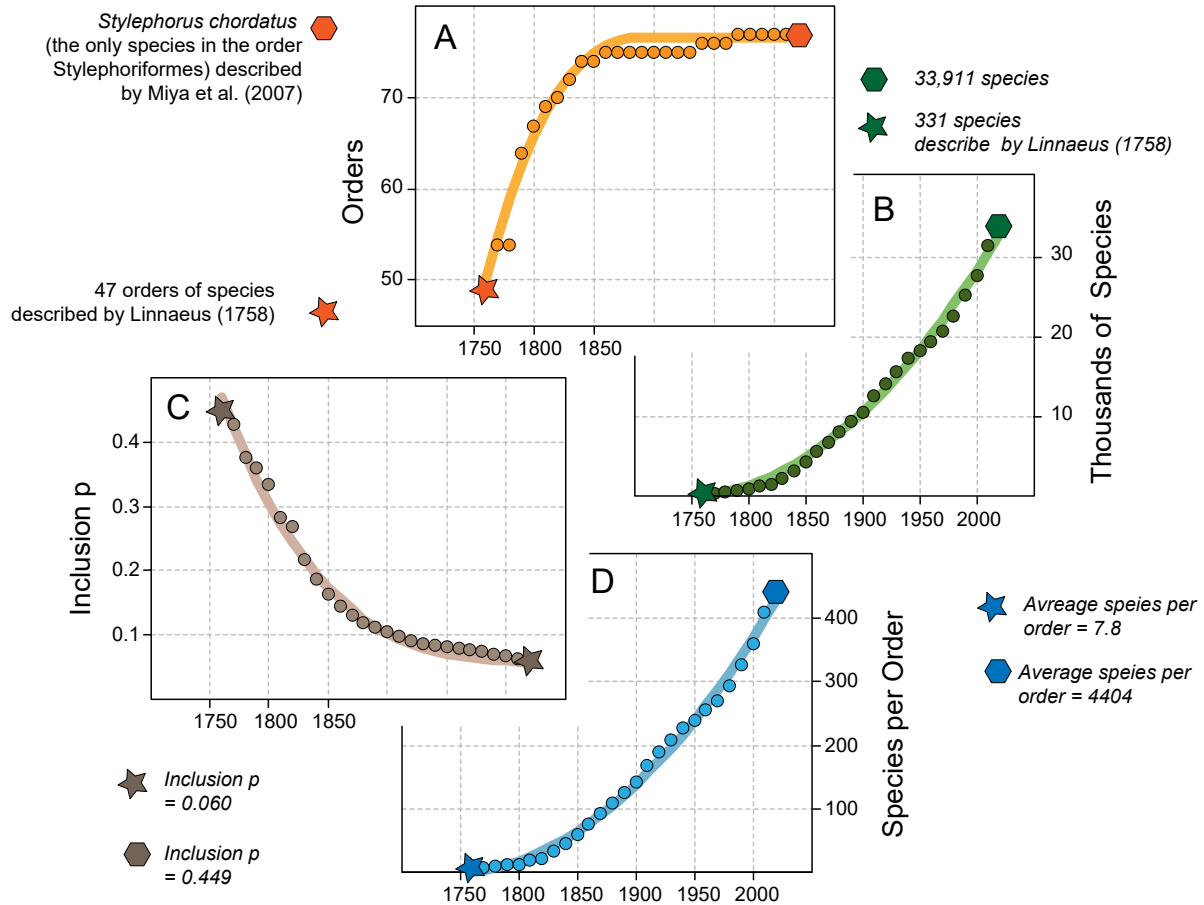 Stylephorus chordatus
(the only species in the order
Stylephoriformes) described
by Miya et al. (2007)
47 orders of species
described by Linnaeus (1758)
A
Orders
70
60
50
1750 1800 1850
33,911 species
331 species
describe by Linnaeus (1758)
B
Thousands of Species
30
20
10
1750 1800 1850 1900 1950 2000
C
Inclusion p
0.4
0.3
0.2
0.1
1750 1800 1850
Inclusion p
= 0.060
Inclusion p
= 0.449
D
Species per Order
400
300
200
100
1750 1800 1850 1900 1950 2000
Avreage speies per
order = 7.8
Average speies per
order = 4404